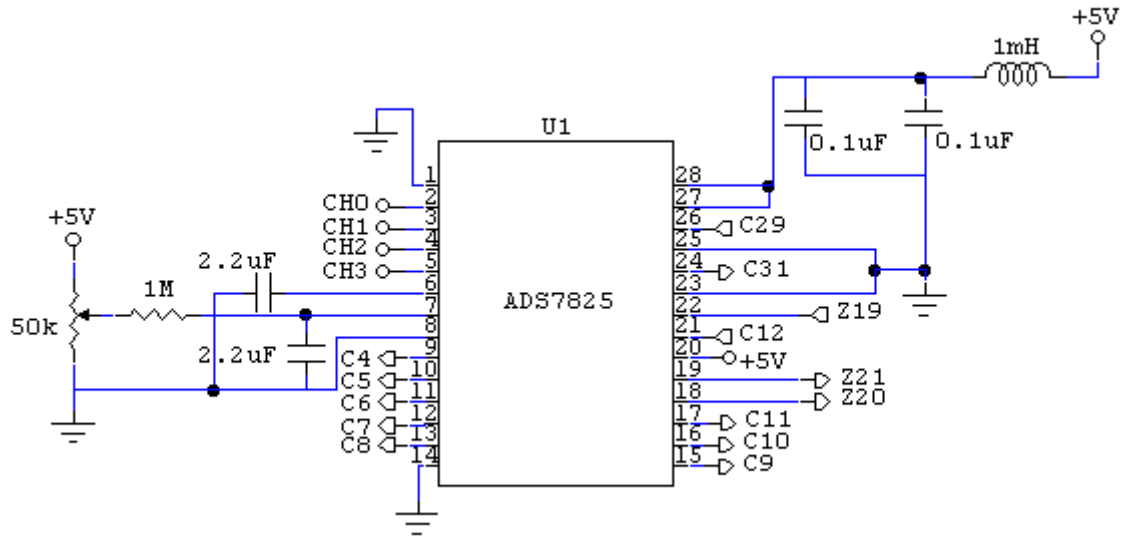 +5V
1mH
U1
0.1uF
0.1uF
1
2
3
4
5
6
7
8
9
10
11
12
13
14
28
27
26
25
24
23
22
21
20
19
18
17
16
15
CH0
CH1
CH2
CH3
C29
C31
+5V
2.2uF
1M
50k
2.2uF
ADS7825
Z19
C12
+5V
C4
C5
C6
C7
C8
Z21
Z20
C11
C10
C9